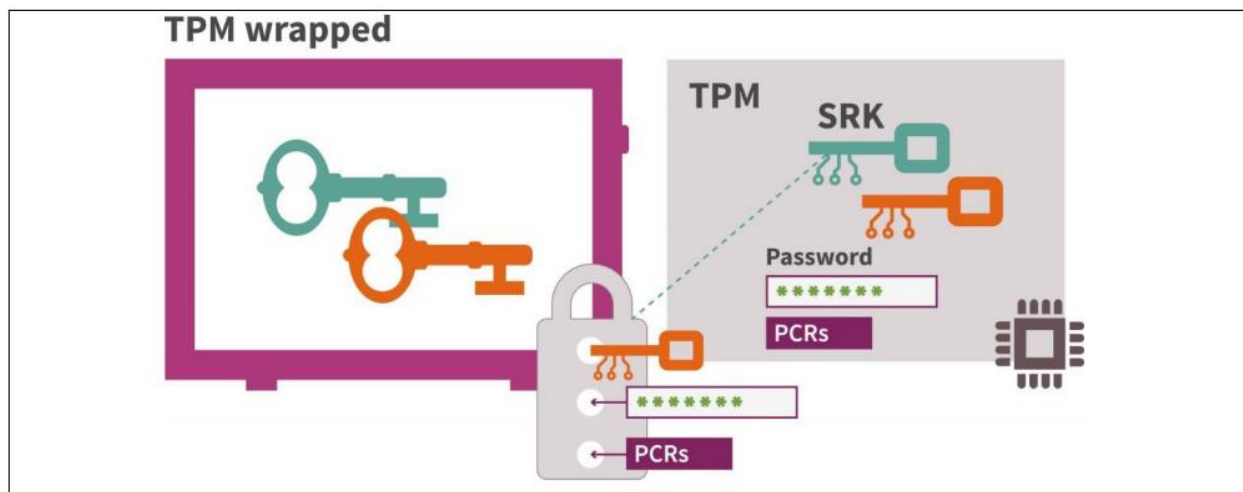 TPM wrapped
TPM
SRK
Password
*******
PCRs
*******
PCRs